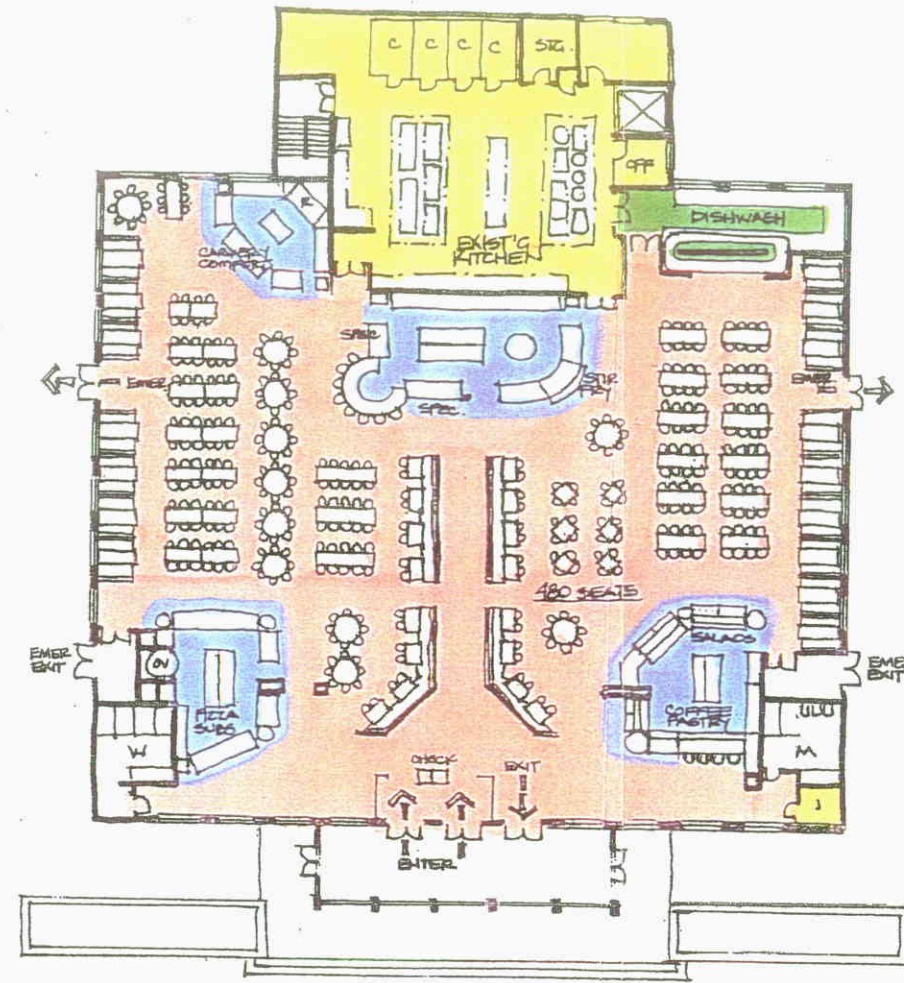 C C C C
STG.
OFF
DISHWASH
EXIST'G
KITCHEN
R
CARVERY
COMFORT
SPEC.
STIR
FRY
SPEC.
EMER
EMER
480 SEATS
SALADS
EMER
EXIT
OV
EMER
EXIT
PIZZA
SUBS
COFFEE
PASTRY
W
M
CHECK
EXIT
J
ENTER